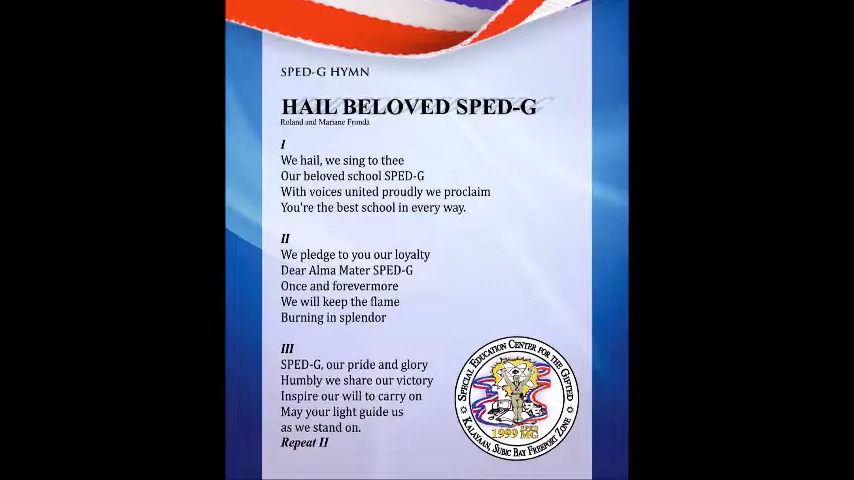 SPED-G HYMN
HAIL BELOVED SPED-G
Roland and Mariane Fronda
I
We hail, we sing to thee
Our beloved school SPED-G
With voices united proudly we proclaim
You're the best school in every way.
II
We pledge to you our loyalty
Dear Alma Mater SPED-G
Once and forevermore
We will keep the flame
Burning in splendor
III
SPED-G, our pride and glory
Humbly we share our victory
Inspire our will to carry on
May your light guide us
as we stand on.
Repeat II
SPECIAL EDUCATION CENTER FOR THE GIFTED
1999
KALAYAAN, SUBIC BAY FREEPORT ZONE